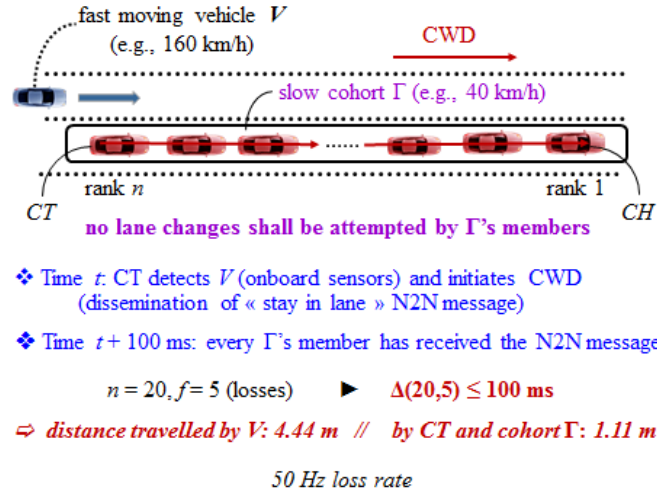 fast moving vehicle V
(e.g., 160 km/h)
CWD
slow cohort Γ (e.g., 40 km/h)
rank n
rank 1
CT
CH
no lane changes shall be attempted by Γ's members
❖ Time t: CT detects V (onboard sensors) and initiates CWD
(dissemination of « stay in lane » N2N message)
❖ Time t + 100 ms: every Γ's member has received the N2N message
n = 20, f = 5 (losses) ► Δ(20,5) ≤ 100 ms
⇨ distance travelled by V: 4.44 m // by CT and cohort Γ: 1.11 m
50 Hz loss rate